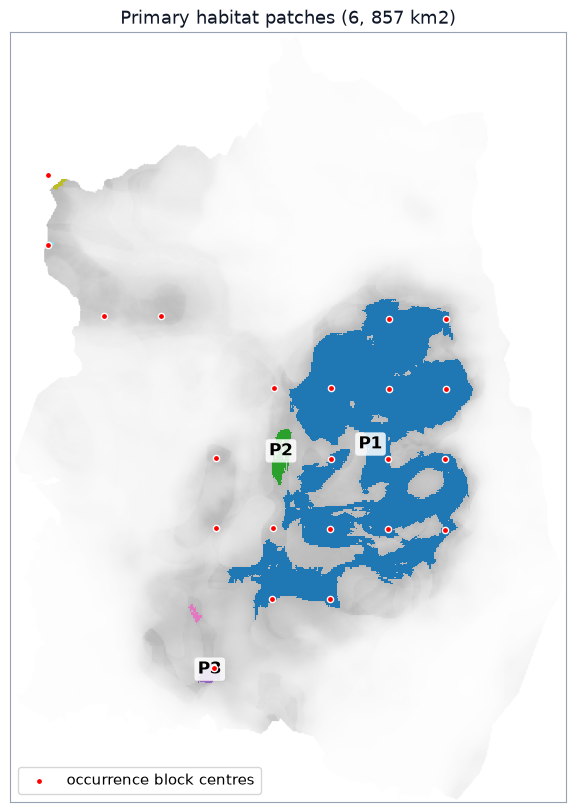 Primary habitat patches (6, 857 km2)
P1
P2
P3
occurrence block centres